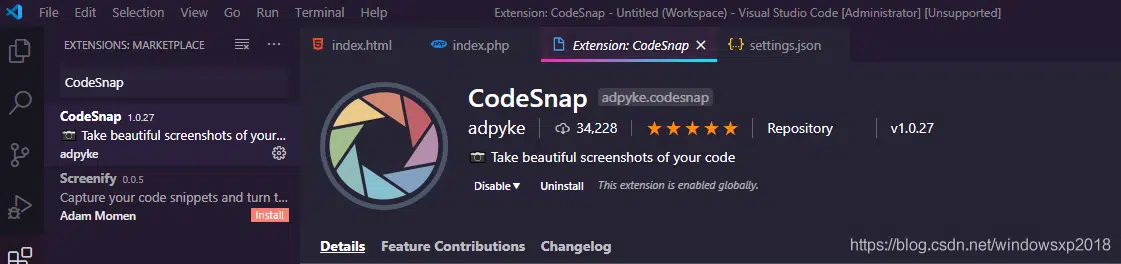 File Edit Selection View Go Run Terminal Help Extension: CodeSnap - Untitled (Workspace) - Visual Studio Code [Administrator] [Unsupported]
EXTENSIONS: MARKETPLACE
index.html
index.php
Extension: CodeSnap
settings.json
CodeSnap
CodeSnap 1.0.27
Take beautiful screenshots of your...
adpyke
Screenify 0.0.5
Capture your code snippets and turn t...
Adam Momen Install
CodeSnap adpyke.codesnap
adpyke 34,228 Repository v1.0.27
Take beautiful screenshots of your code
Disable Uninstall This extension is enabled globally.
Details Feature Contributions Changelog
https://blog.csdn.net/windowsxp2018